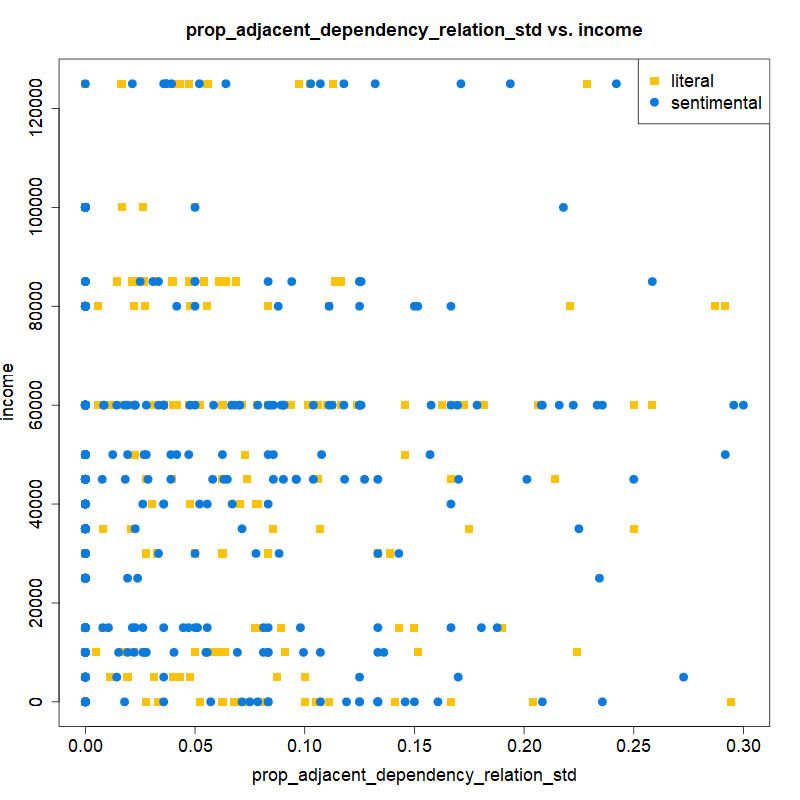 prop_adjacent_dependency_relation_std vs. income
literal
sentimental
income
0
20000
40000
60000
80000
100000
120000
0.00 0.05 0.10 0.15 0.20 0.25 0.30
prop_adjacent_dependency_relation_std